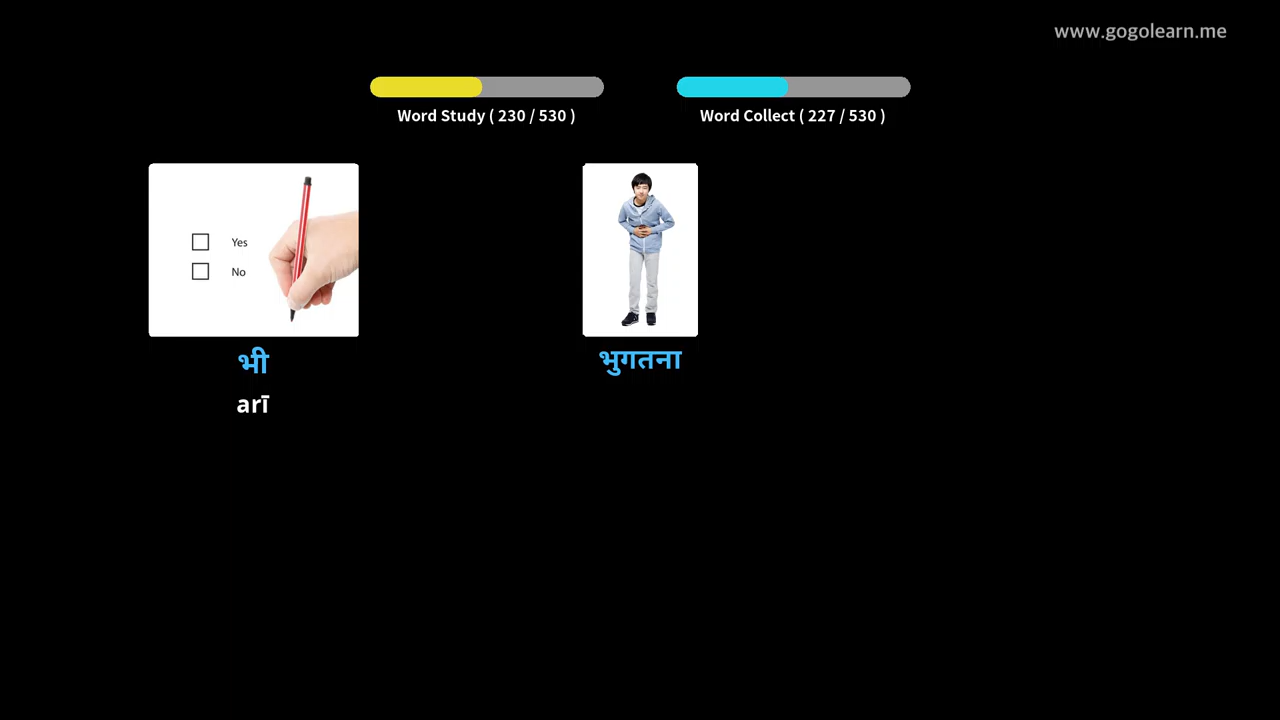 www.gogolearn.me
Word Study ( 230 / 530 )
Word Collect ( 227 / 530 )
Yes
No
भी
भुगतना
arī